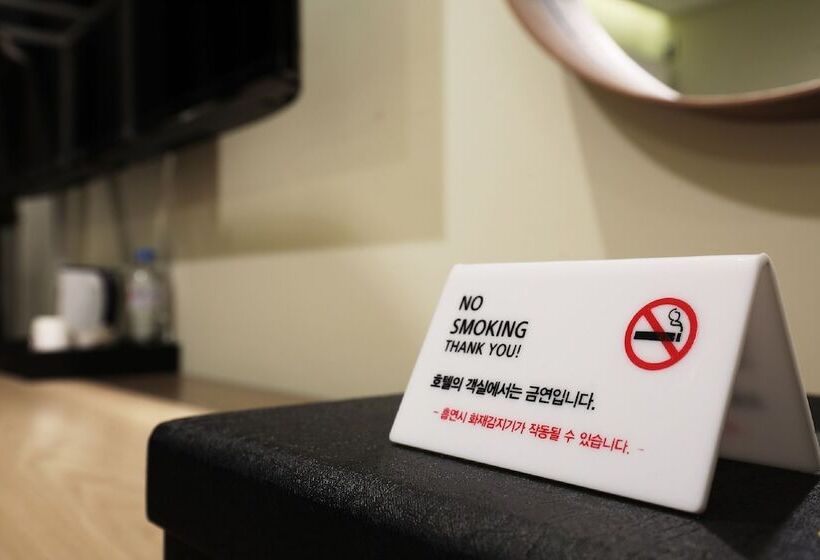 NO
SMOKING
THANK YOU!
호텔의 객실에서는 금연입니다.
- 흡연시 화재감지기가 작동될 수 있습니다. -